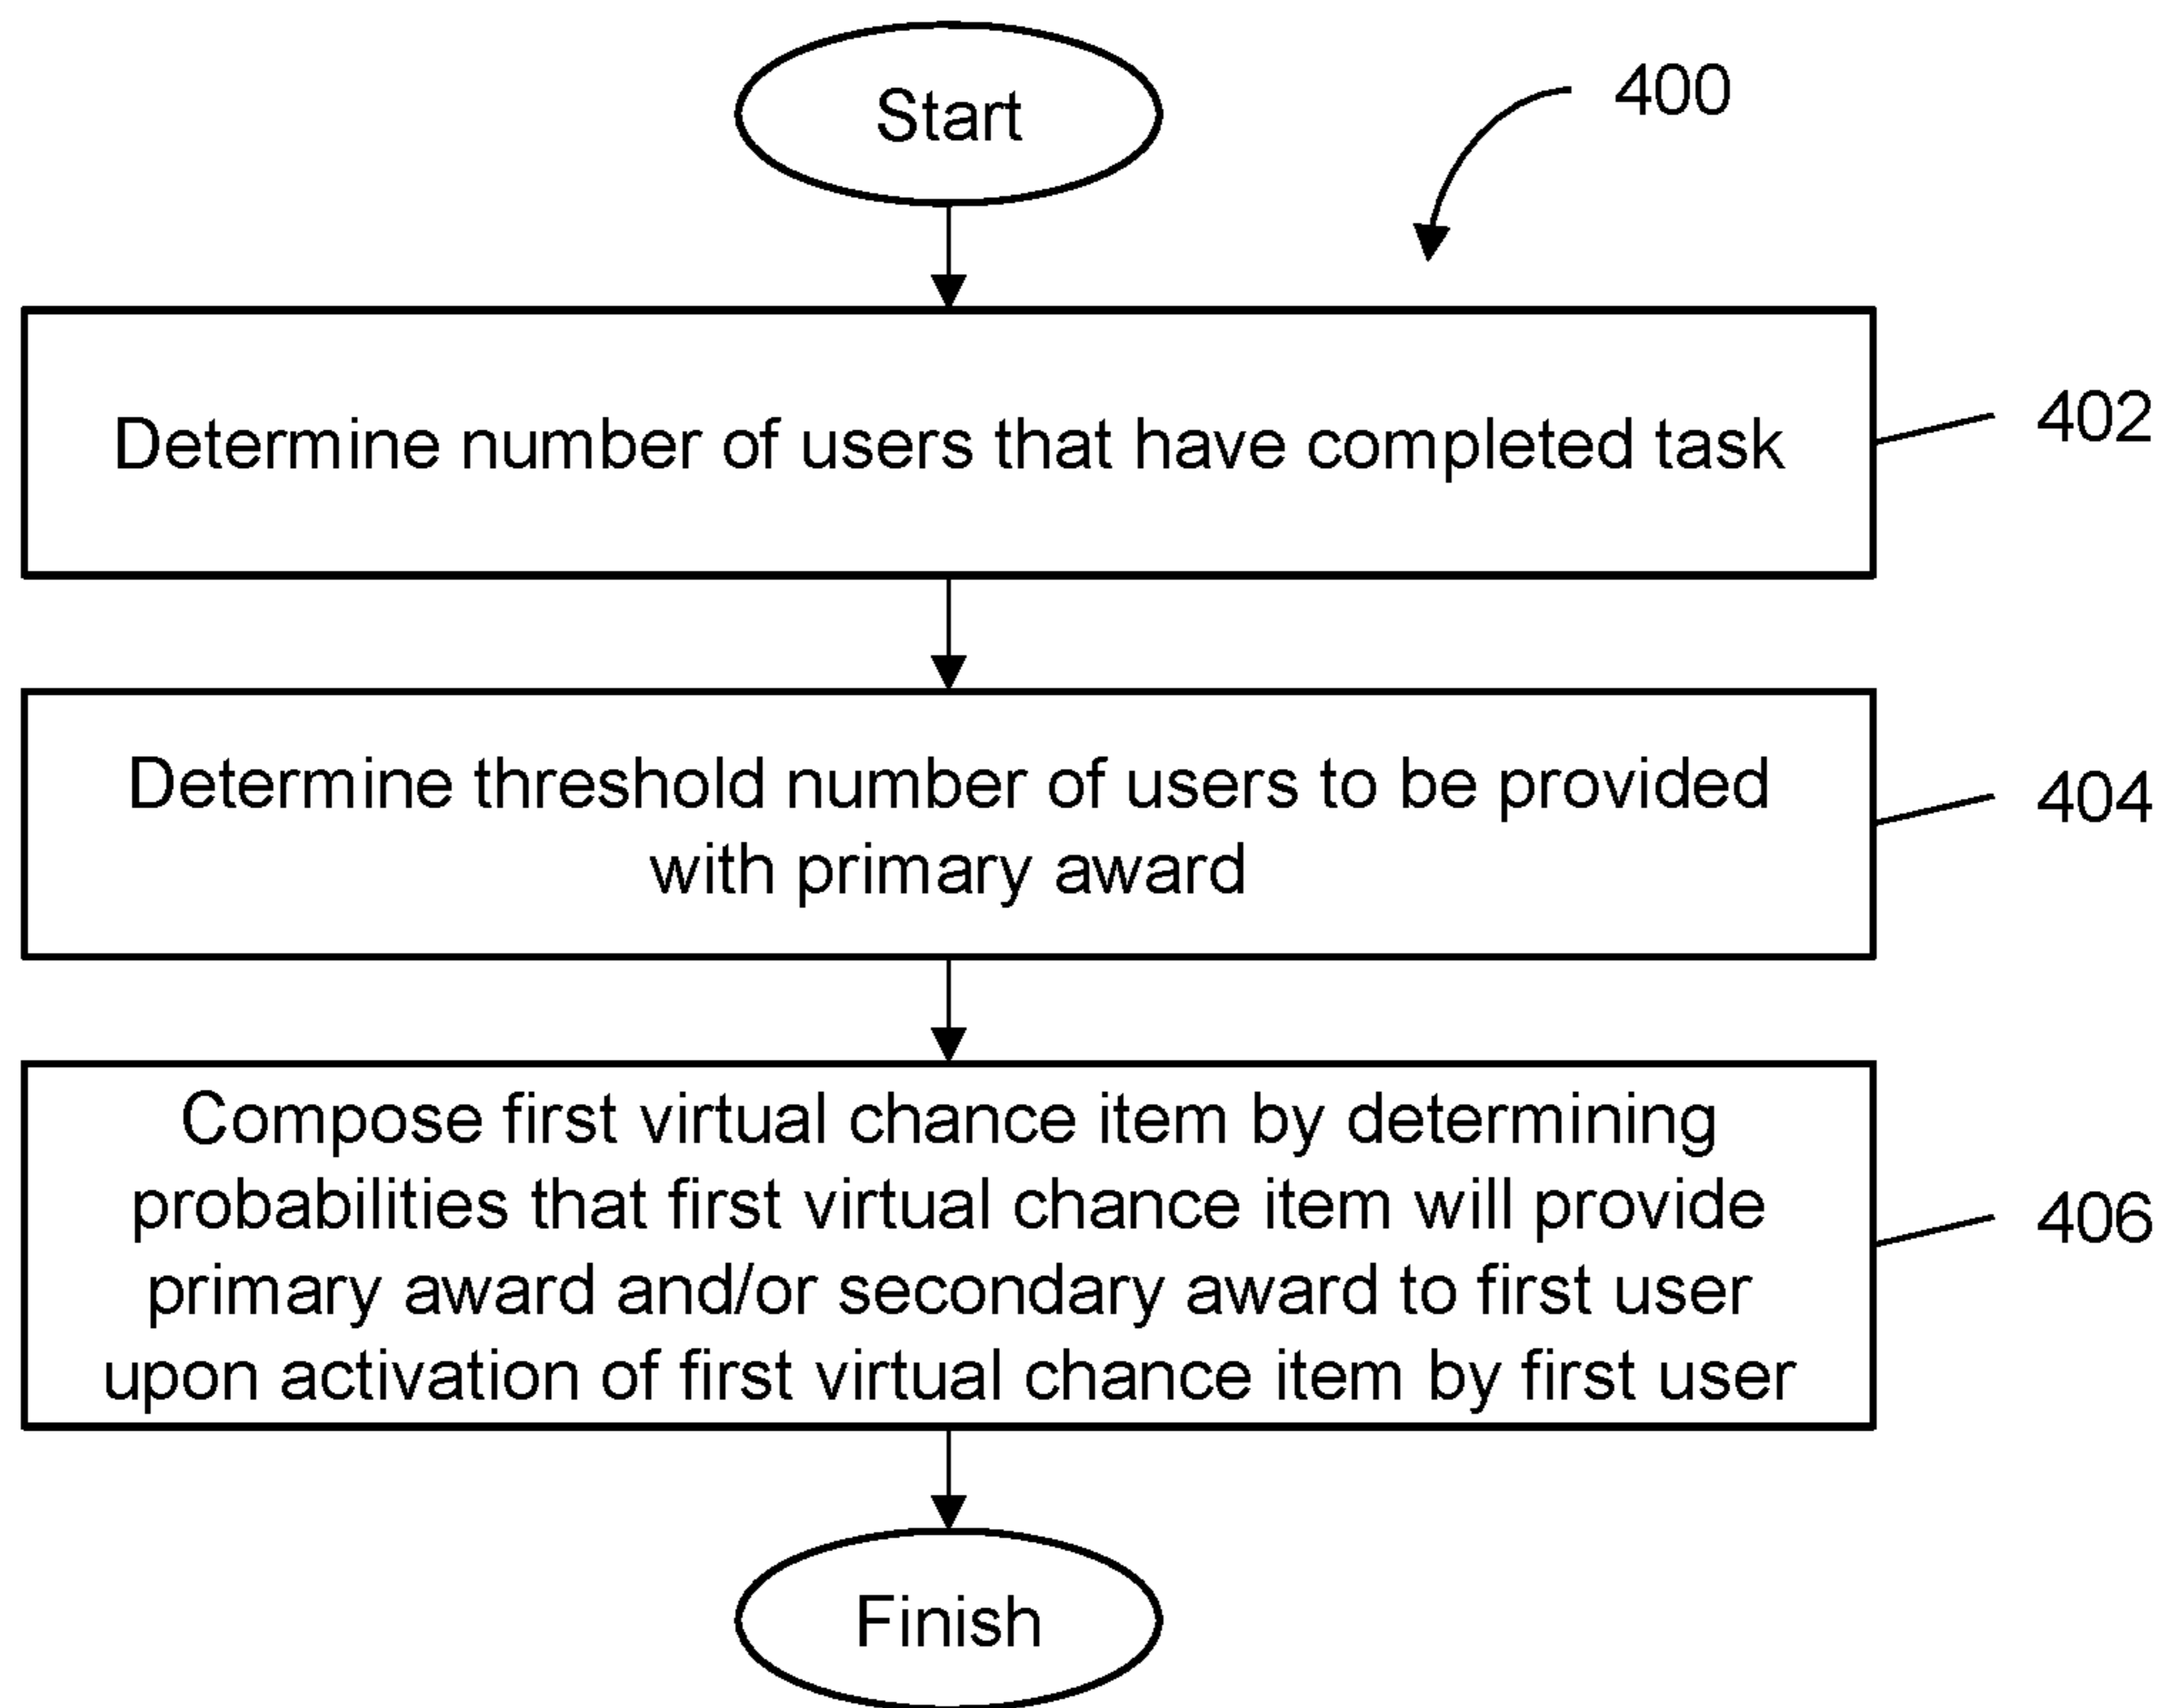 Start
400
Determine number of users that have completed task
402
Determine threshold number of users to be provided
with primary award
404
Compose first virtual chance item by determining
probabilities that first virtual chance item will provide
primary award and/or secondary award to first user
upon activation of first virtual chance item by first user
406
Finish